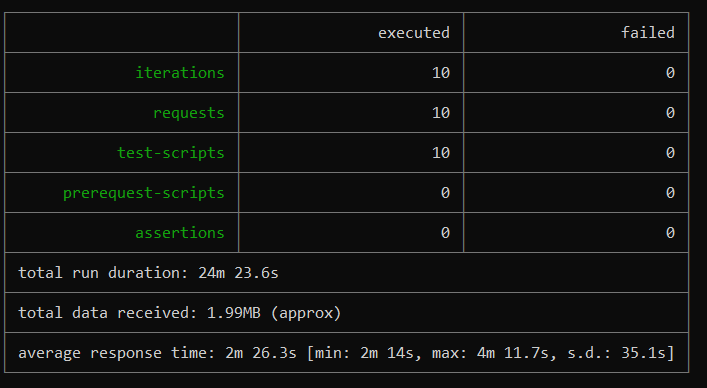 executed failed
iterations 10 0
requests 10 0
test-scripts 10 0
prerequest-scripts 0 0
assertions 0 0
total run duration: 24m 23.6s
total data received: 1.99MB (approx)
average response time: 2m 26.3s [min: 2m 14s, max: 4m 11.7s, s.d.: 35.1s]